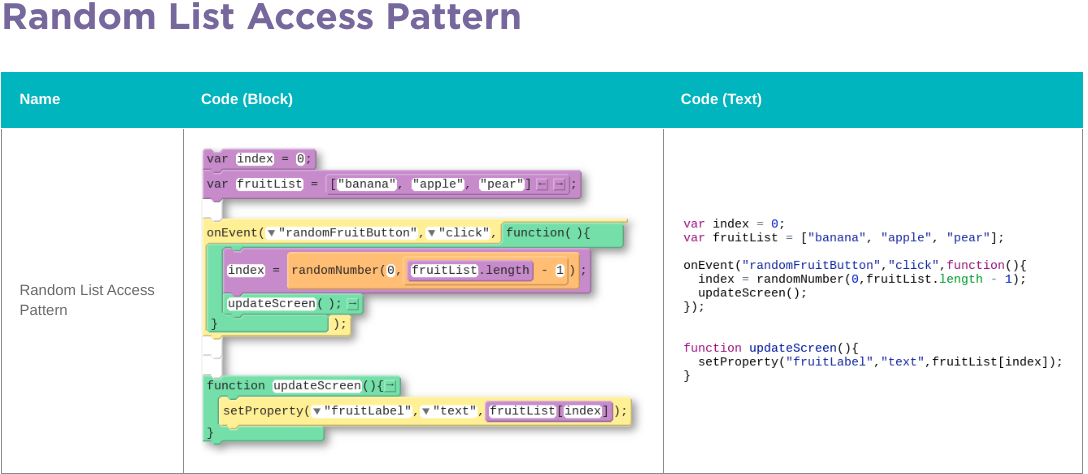 Random List Access Pattern
Name
Code (Block)
Code (Text)
Random List Access
Pattern
var index = 0;
var fruitList = ["banana", "apple", "pear"] ← → ;
onEvent( ▼"randomFruitButton",▼"click", function( ){
index = randomNumber(0, fruitList.length - 1 ) ;
updateScreen( ); →
} );
function updateScreen(){ →
setProperty(▼"fruitLabel",▼"text", fruitList[index] );
}
var index = 0;
var fruitList = ["banana", "apple", "pear"];
onEvent("randomFruitButton","click",function(){
index = randomNumber(0,fruitList.length - 1);
updateScreen();
});
function updateScreen(){
setProperty("fruitLabel","text",fruitList[index]);
}